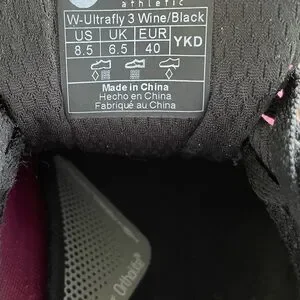 athletic
W-Ultrafly 3 Wine/Black
US UK EUR YKD
8.5 6.5 40
Made in China
Hecho en China
Fabriqué au China
Ortholite